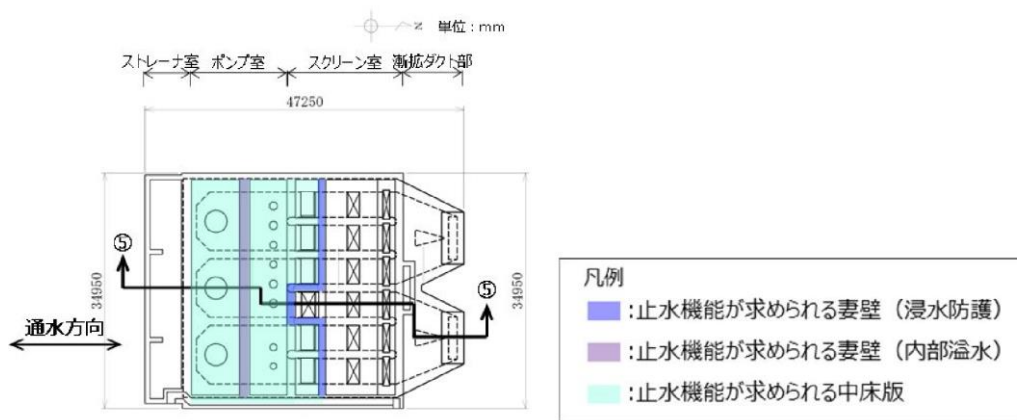 N 単位：mm
ストレーナ室 ポンプ室 スクリーン室 漸拡ダクト部
47250
⑤
34950
通水方向
⑤
34950
凡例
：止水機能が求められる妻壁（浸水防護）
：止水機能が求められる妻壁（内部溢水）
：止水機能が求められる中床版